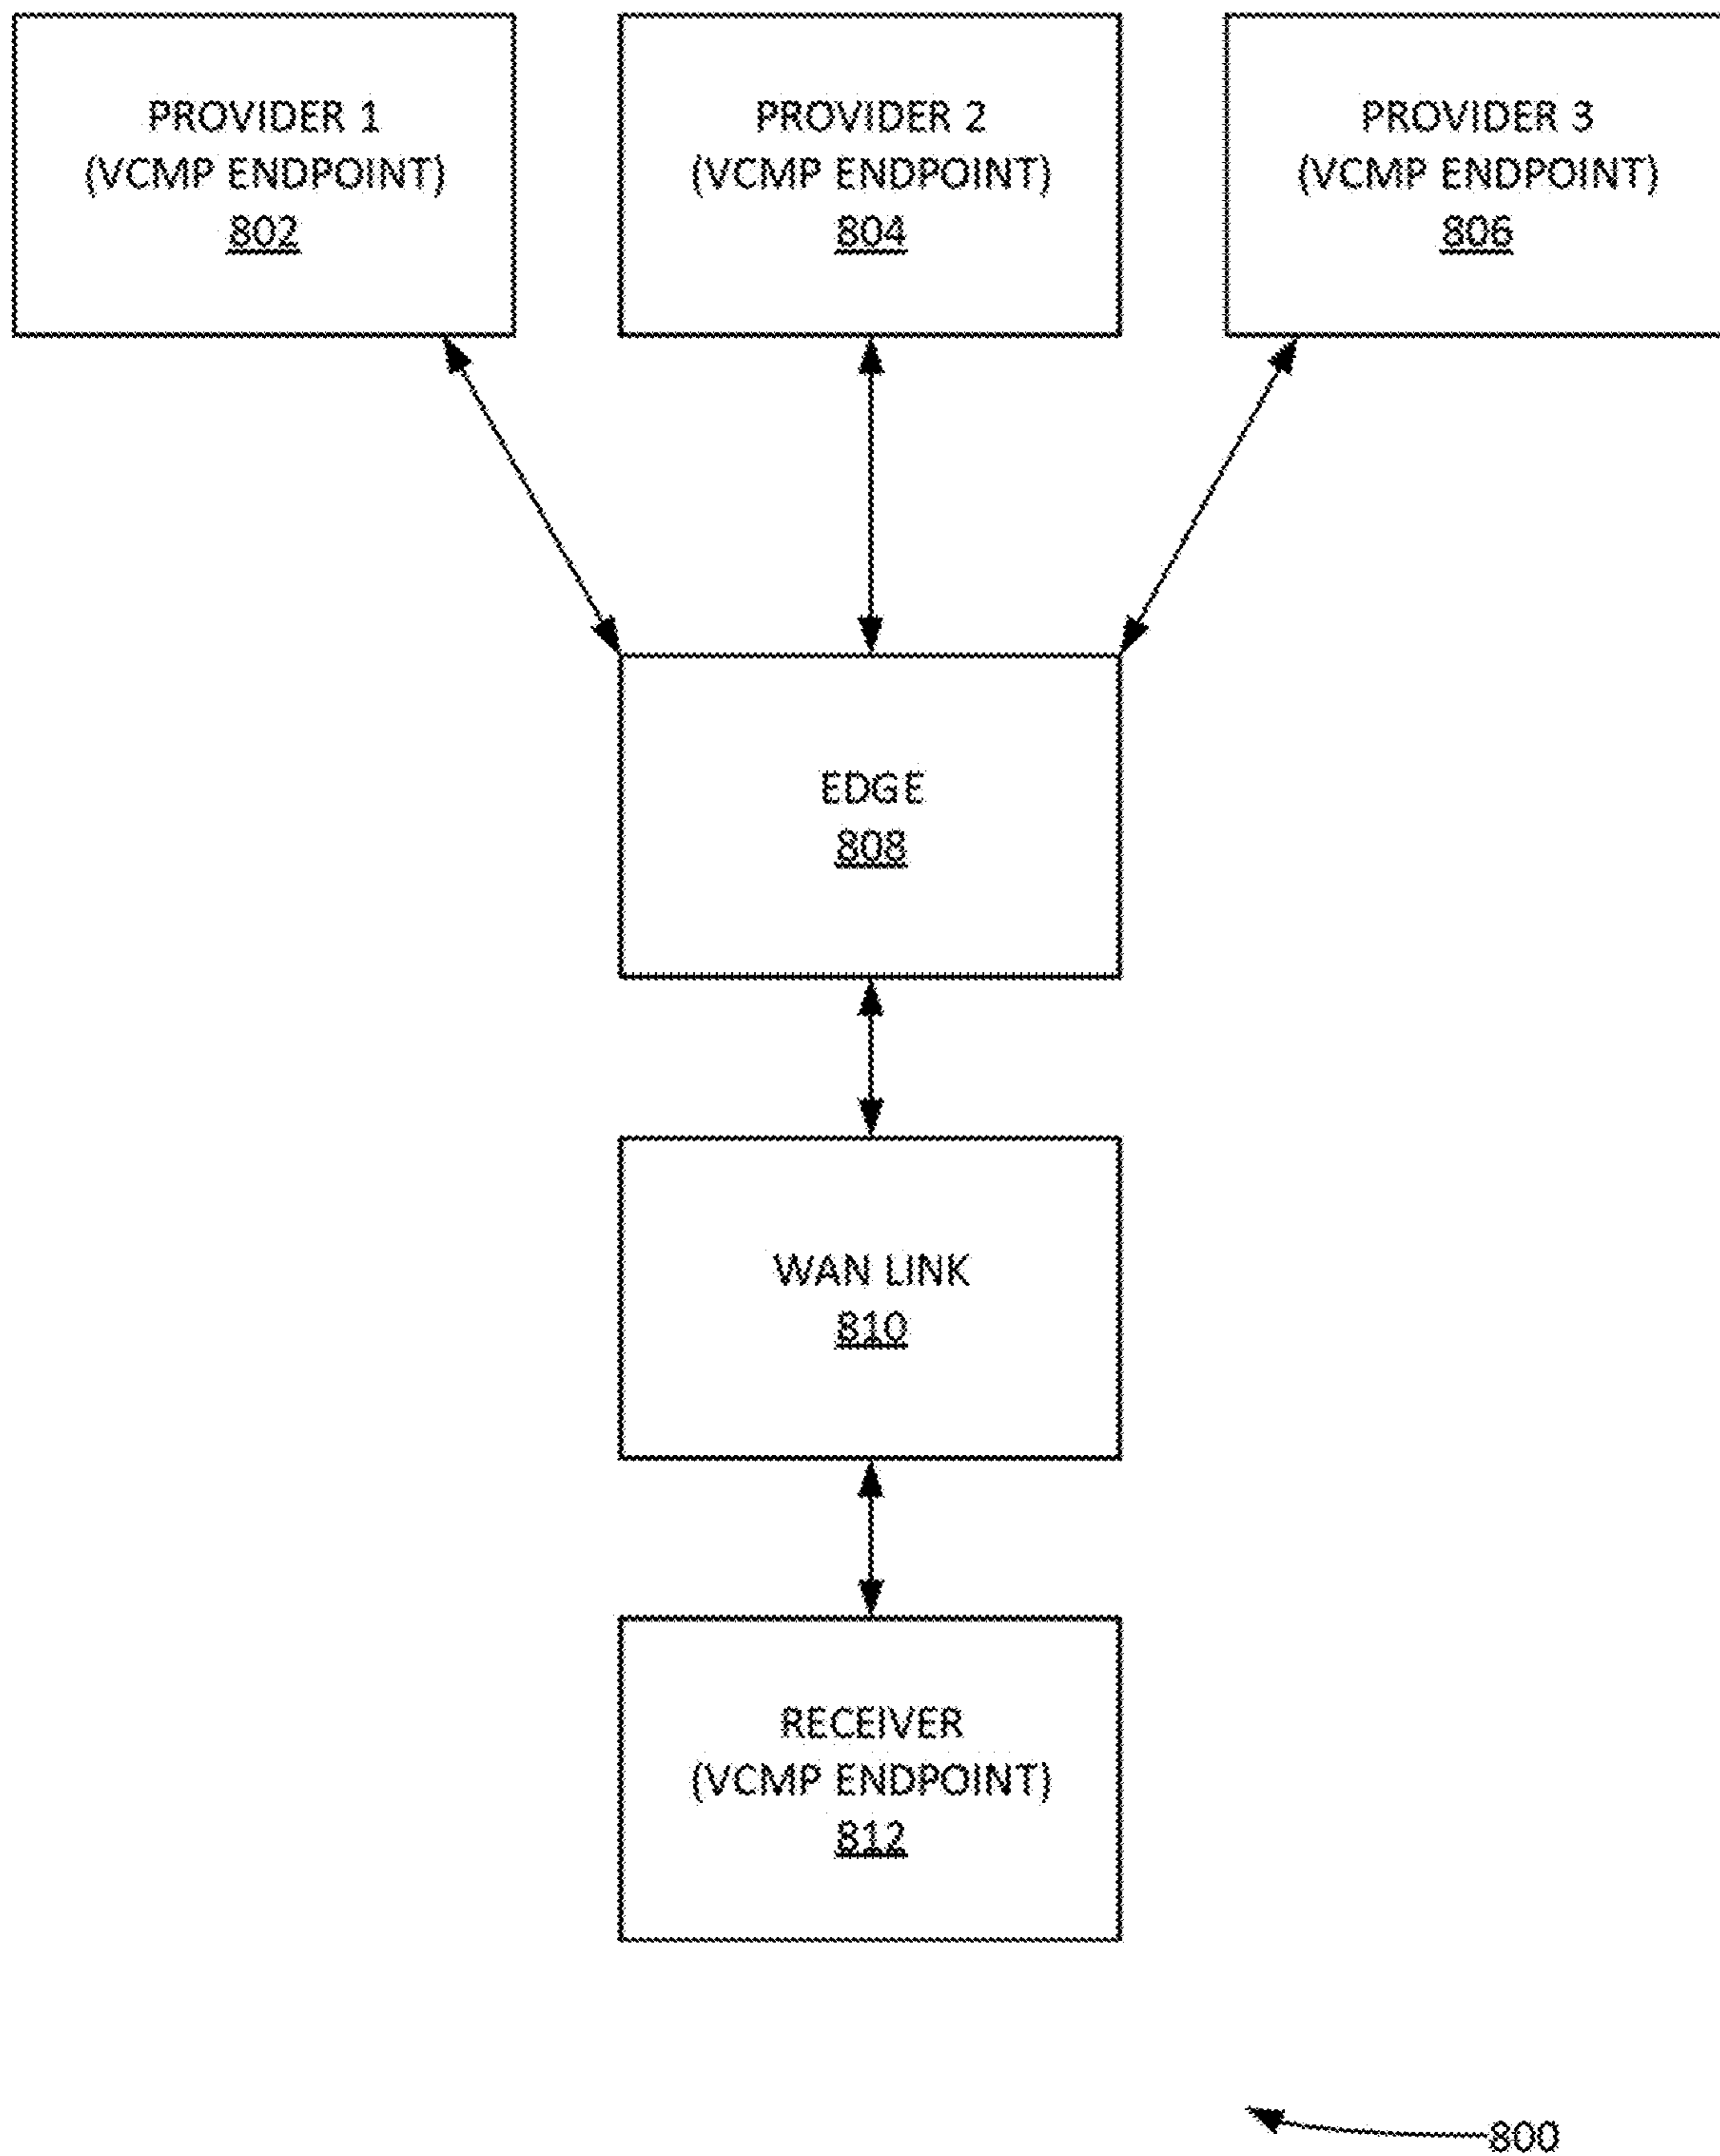 PROVIDER 1
(VCMP ENDPOINT)
802
PROVIDER 2
(VCMP ENDPOINT)
804
PROVIDER 3
(VCMP ENDPOINT)
806
EDGE
808
WAN LINK
810
RECEIVER
(VCMP ENDPOINT)
812
800